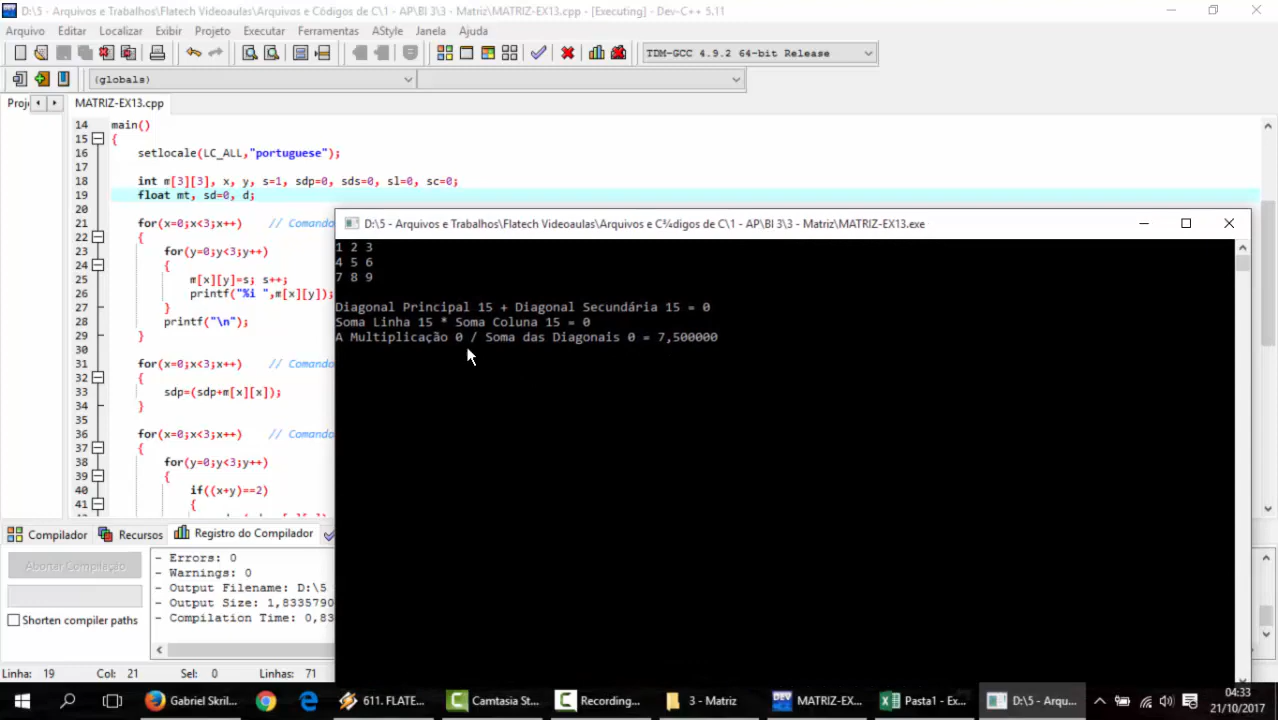 D:\5 - Arquivos e Trabalhos\Flatech Videoaulas\Arquivos e Códigos de C\1 - AP\BI 3\3 - Matriz\MATRIZ-EX13.cpp - [Executing] - Dev-C++ 5.11
Arquivo Editar Localizar Exibir Projeto Executar Ferramentas AStyle Janela Ajuda
TDM-GCC 4.9.2 64-bit Release
(globals)
Proj MATRIZ-EX13.cpp
14 main()
15 {
16 setlocale(LC_ALL,"portuguese");
17
18 int m[3][3], x, y, s=1, sdp=0, sds=0, sl=0, sc=0;
19 float mt, sd=0, d;
20
21 for(x=0;x<3;x++) // Comando
22 {
23 for(y=0;y<3;y++)
24 {
25 m[x][y]=s; s++;
26 printf("%i ",m[x][y]);
27 }
28 printf("\n");
29 }
30
31 for(x=0;x<3;x++) // Comando
32 {
33 sdp=(sdp+m[x][x]);
34 }
35
36 for(x=0;x<3;x++) // Comando
37 {
38 for(y=0;y<3;y++)
39 {
40 if((x+y)==2)
41 {
D:\5 - Arquivos e Trabalhos\Flatech Videoaulas\Arquivos e C¾digos de C\1 - AP\BI 3\3 - Matriz\MATRIZ-EX13.exe
1 2 3
4 5 6
7 8 9
Diagonal Principal 15 + Diagonal Secundária 15 = 0
Soma Linha 15 * Soma Coluna 15 = 0
A Multiplicação 0 / Soma das Diagonais 0 = 7,500000
Compilador Recursos Registro do Compilador
Abortar Compilação
Shorten compiler paths
- Errors: 0
- Warnings: 0
- Output Filename: D:\5
- Output Size: 1,8335790
- Compilation Time: 0,83
Linha: 19 Col: 21 Sel: 0 Linhas: 71
Gabriel Skril... 611. FLATE... Camtasia St... Recording... 3 - Matriz MATRIZ-EX... Pasta1 - Ex... D:\5 - Arqu...
04:33
21/10/2017